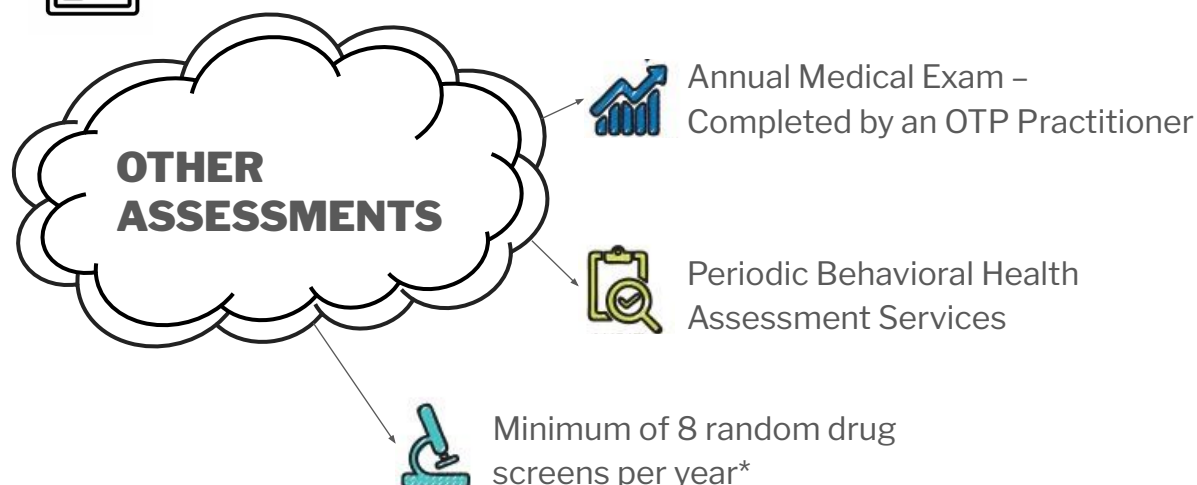 OTHER
ASSESSMENTS
Annual Medical Exam –
Completed by an OTP Practitioner
Periodic Behavioral Health
Assessment Services
Minimum of 8 random drug
screens per year*